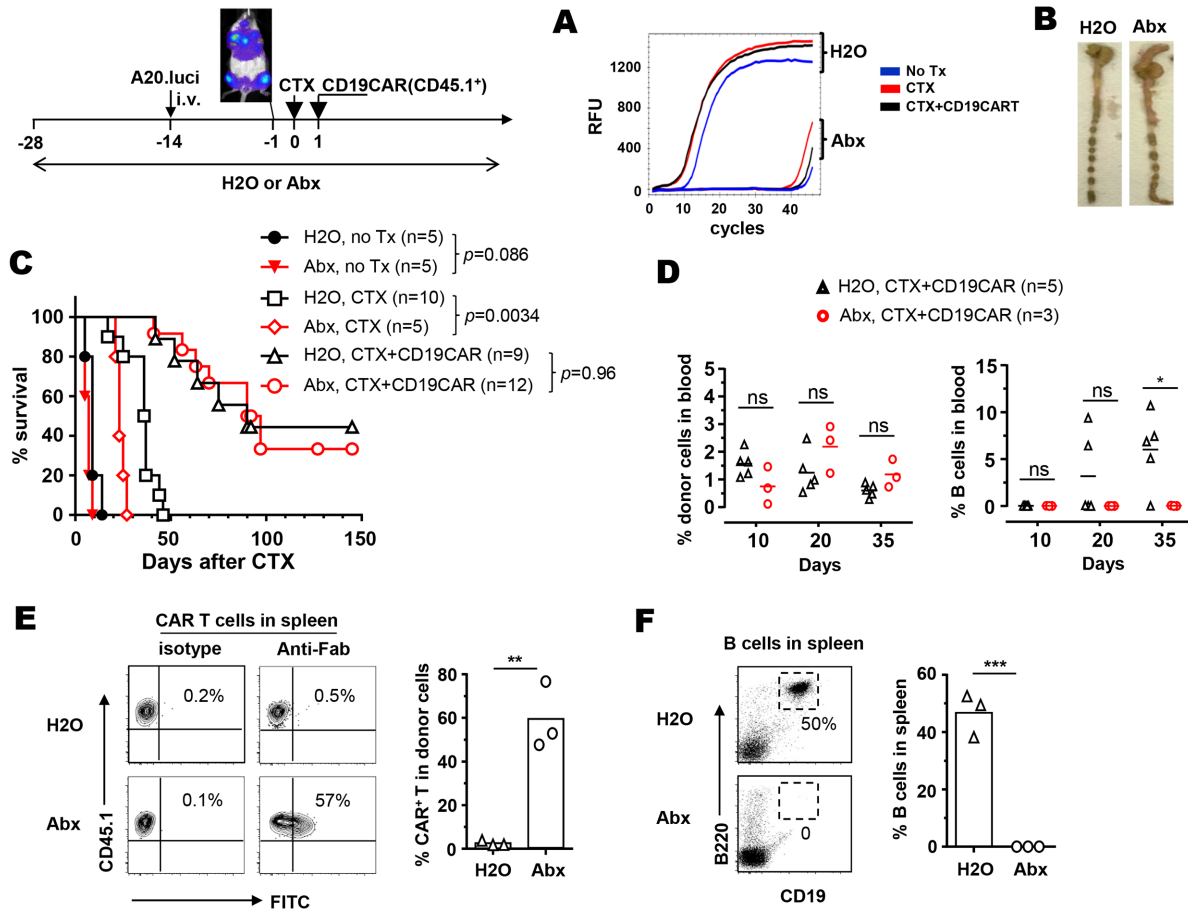 A20.luci
i.v.
CTX CD19CAR(CD45.1+)
-28
-14
-1
0
1
H2O or Abx
A
RFU
1200
800
400
0
0
10
20
30
40
cycles
H2O
Abx
No Tx
CTX
CTX+CD19CART
B
H2O
Abx
C
H2O, no Tx (n=5)
Abx, no Tx (n=5)
p=0.086
H2O, CTX (n=10)
Abx, CTX (n=5)
p=0.0034
H2O, CTX+CD19CAR (n=9)
Abx, CTX+CD19CAR (n=12)
p=0.96
% survival
100
80
60
40
20
0
0
50
100
150
Days after CTX
D
H2O, CTX+CD19CAR (n=5)
Abx, CTX+CD19CAR (n=3)
% donor cells in blood
5
4
3
2
1
0
ns
ns
ns
10
20
35
Days
% B cells in blood
15
10
5
0
ns
ns
*
10
20
35
Days
E
CAR T cells in spleen
isotype
Anti-Fab
H2O
0.2%
0.5%
Abx
0.1%
57%
CD45.1
FITC
% CAR+ T in donor cells
80
60
40
20
0
**
H2O
Abx
F
B cells in spleen
H2O
50%
Abx
0
B220
CD19
% B cells in spleen
60
40
20
0
***
H2O
Abx